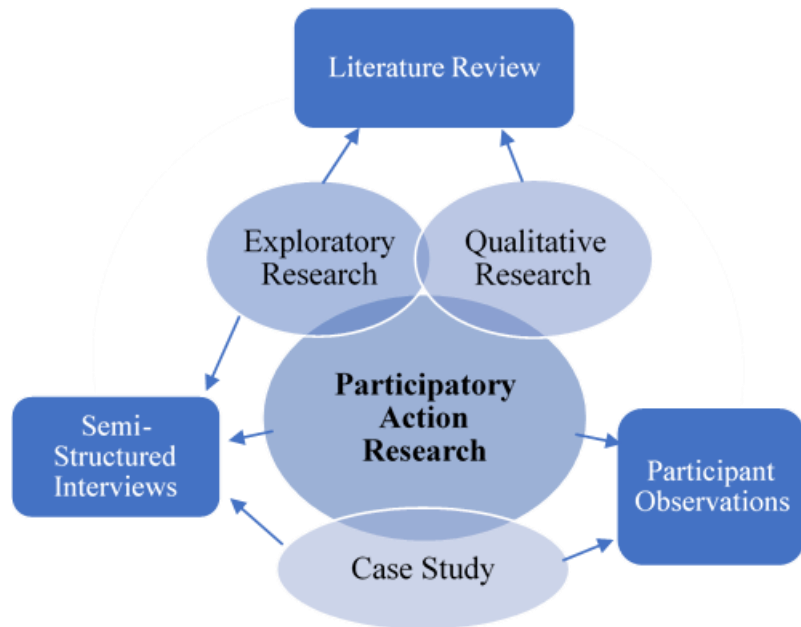 Literature Review
Exploratory
Research
Qualitative
Research
Participatory
Action
Research
Semi-
Structured
Interviews
Participant
Observations
Case Study